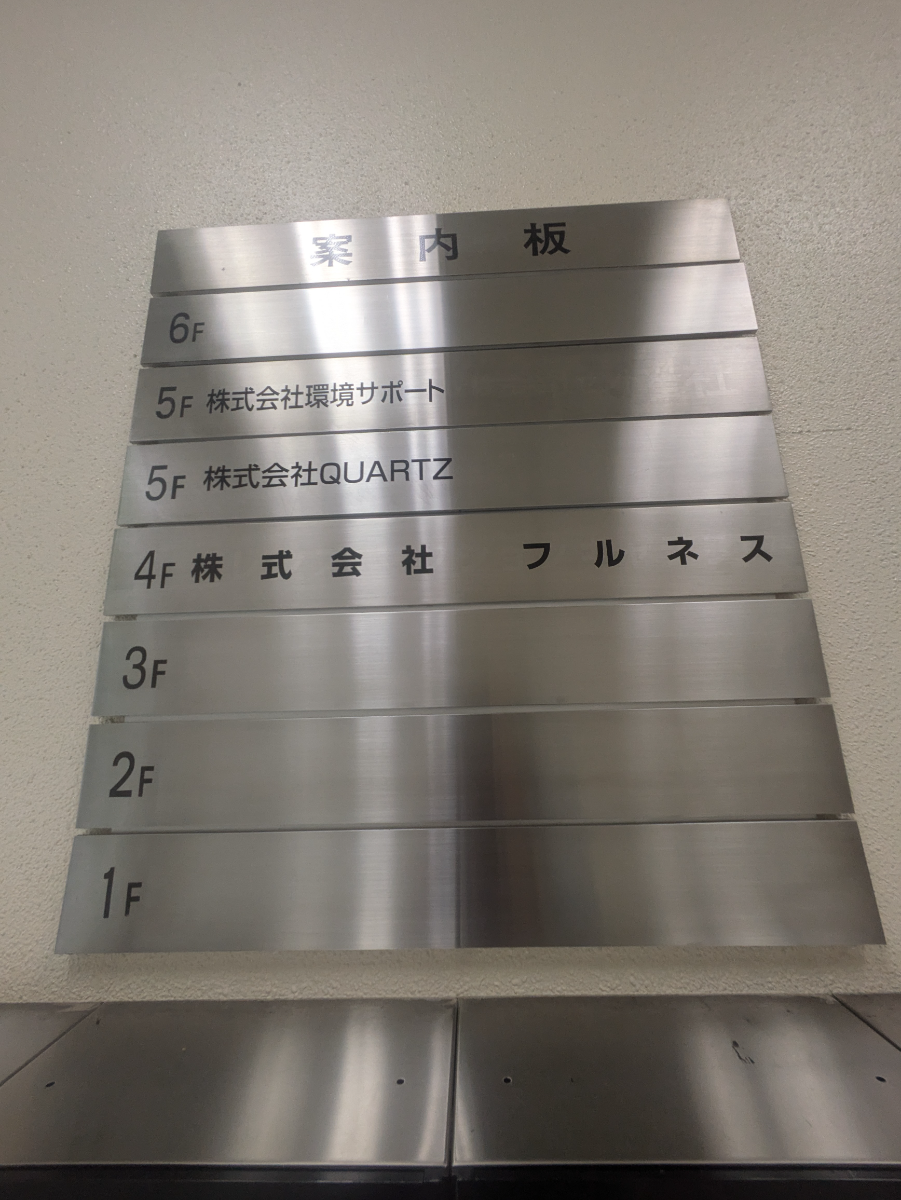 案内板
6F
5F 株式会社環境サポート
5F 株式会社QUARTZ
4F 株式会社 フルネス
3F
2F
1F